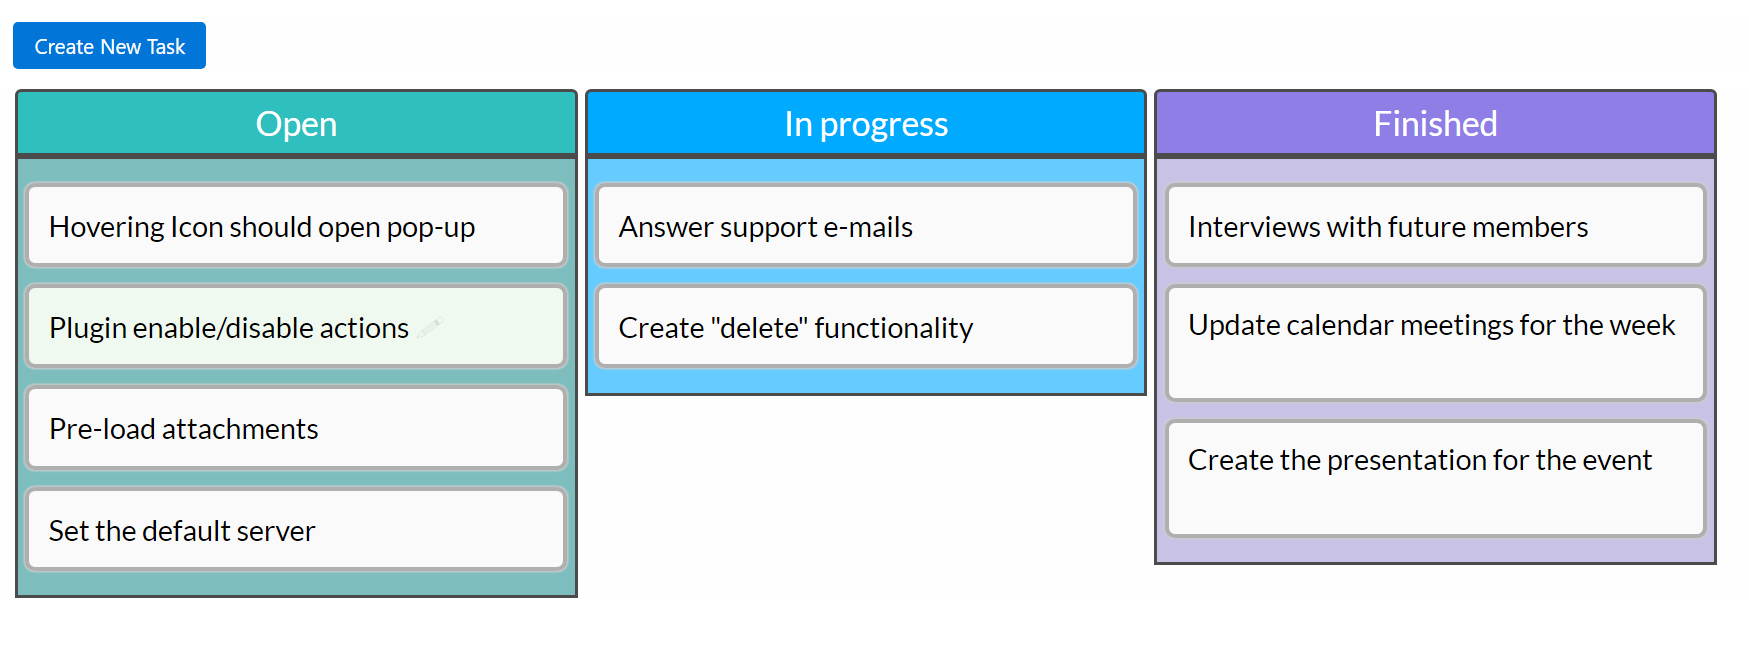 Create New Task
Open
Hovering Icon should open pop-up
Plugin enable/disable actions
Pre-load attachments
Set the default server
In progress
Answer support e-mails
Create "delete" functionality
Finished
Interviews with future members
Update calendar meetings for the week
Create the presentation for the event